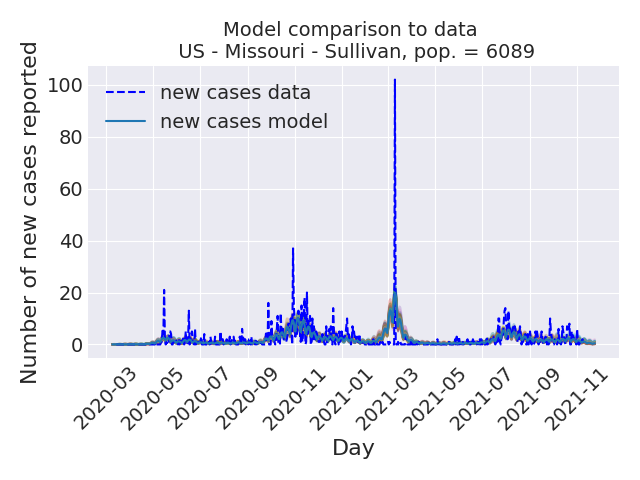 Model comparison to data
US - Missouri - Sullivan, pop. = 6089
Number of new cases reported
100
80
60
40
20
0
new cases data
new cases model
2020-03
2020-05
2020-07
2020-09
2020-11
2021-01
2021-03
2021-05
2021-07
2021-09
2021-11
Day